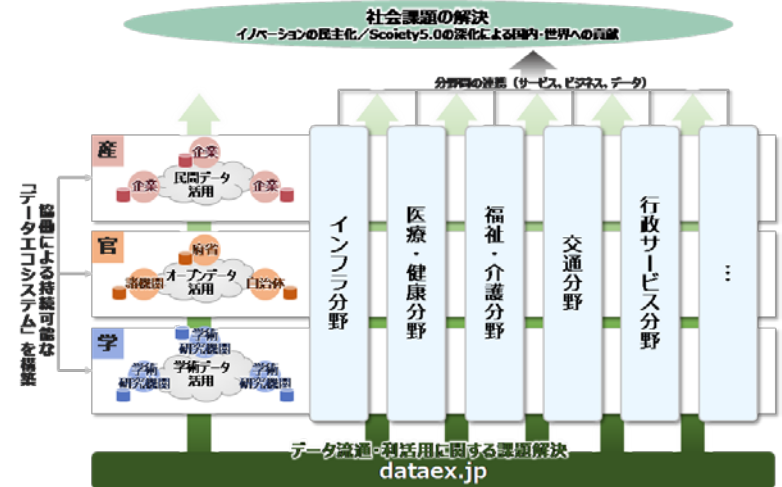 社会課題の解決
イノベーションの民主化／Scoiety5.0の深化による国内・世界への貢献
分野間の連携（サービス、ビジネス、データ）
協働による持続可能な
「データエコシステム」を構築
産
企業
企業
企業
民間データ
活用
官
府省
諸機関
自治体
オープンデータ
活用
学
学術
研究機関
学術
研究機関
学術
研究機関
学術データ
活用
インフラ分野
医療・健康分野
福祉・介護分野
交通分野
行政サービス分野
…
データ流通・利活用に関する課題解決
dataex.jp